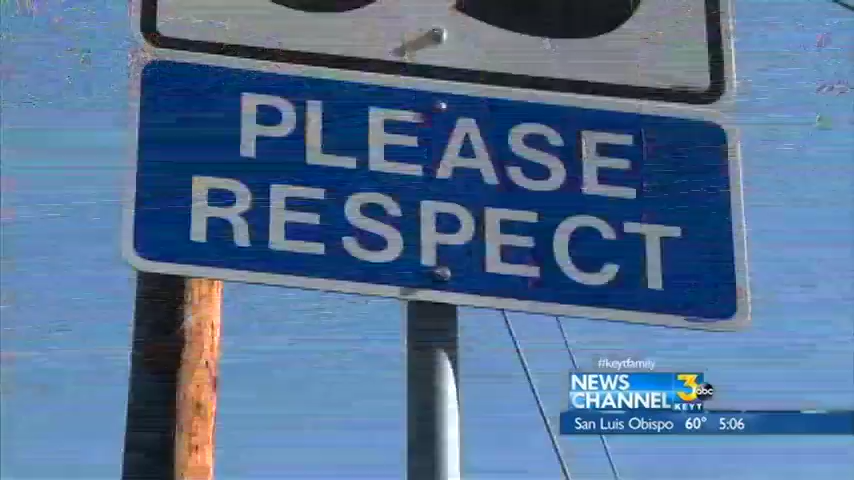 PLEASE
RESPECT
#keytfamily
NEWS
CHANNEL 3 abc
KEYT
San Luis Obispo 60° 5:06